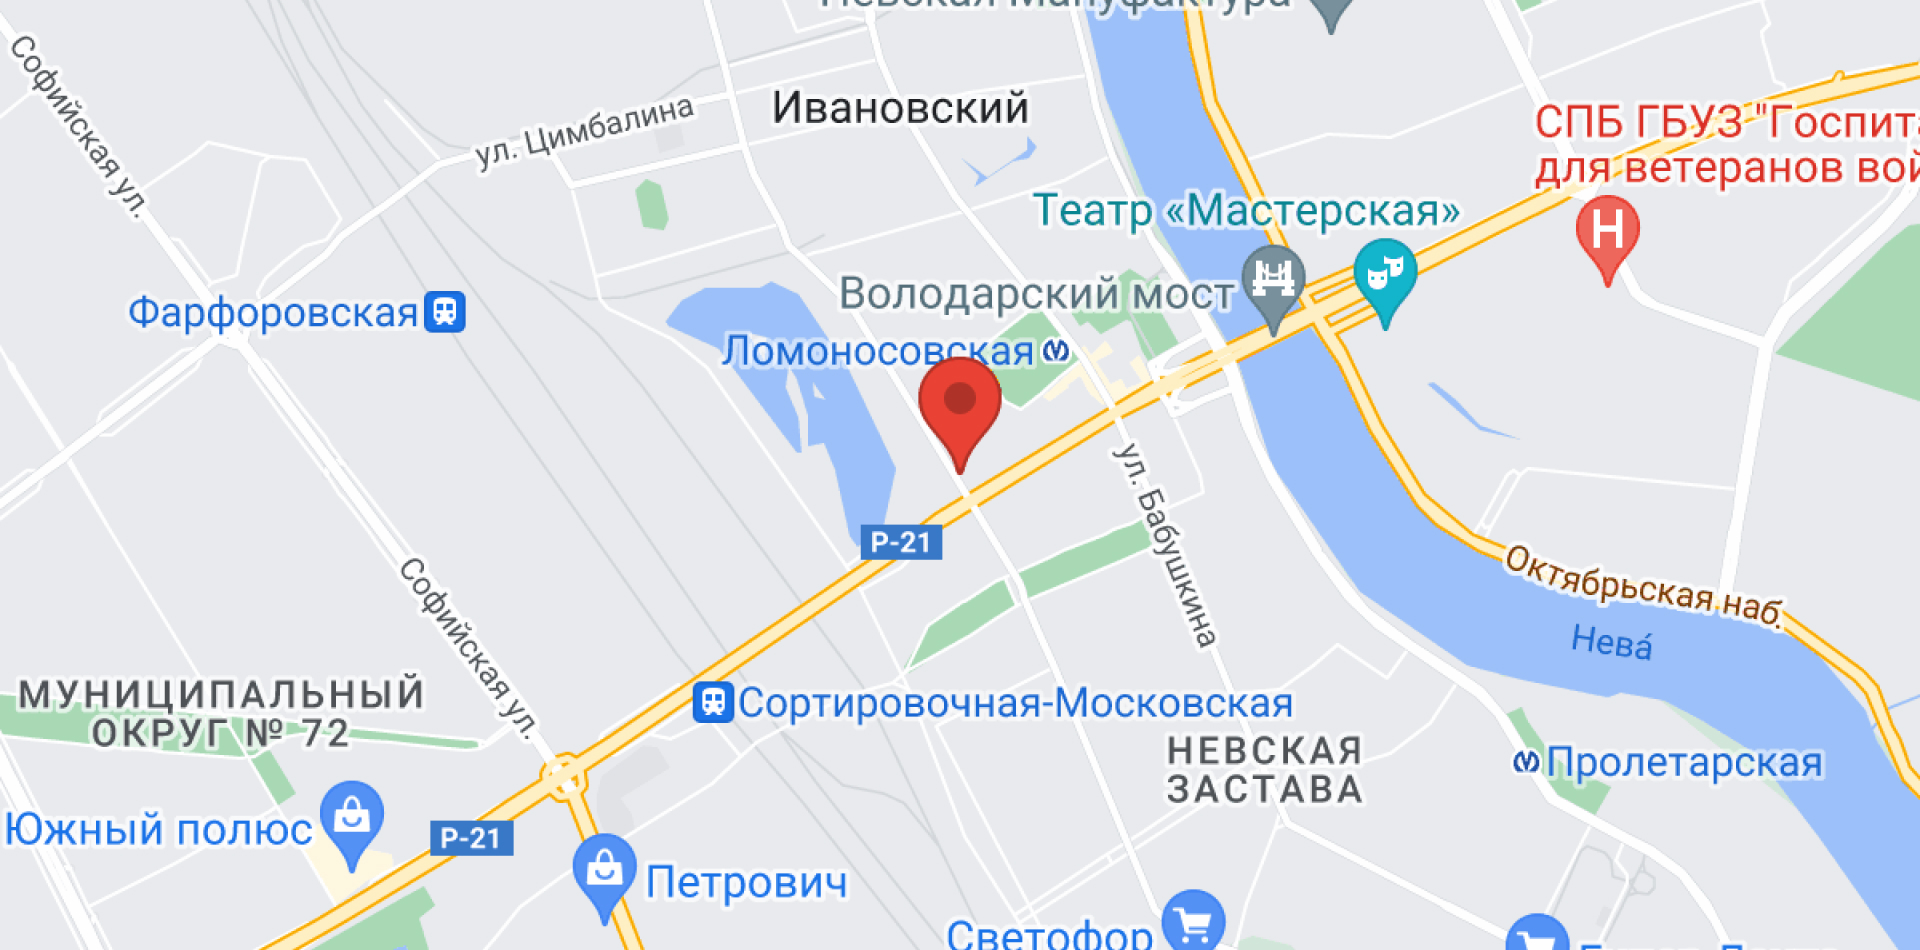 Невская Мануфактура
Софийская ул.
ул. Цимбалина
Ивановский
СПБ ГБУЗ "Госпит
для ветеранов вой
H
Театр «Мастерская»
Володарский мост
Фарфоровская
Ломоносовская
Р-21
ул. Бабушкина
Октябрьская наб.
Нева́
Софийская ул.
МУНИЦИПАЛЬНЫЙ
ОКРУГ № 72
Сортировочная-Московская
НЕВСКАЯ
ЗАСТАВА
Пролетарская
Южный полюс
Р-21
Петрович
Светофор